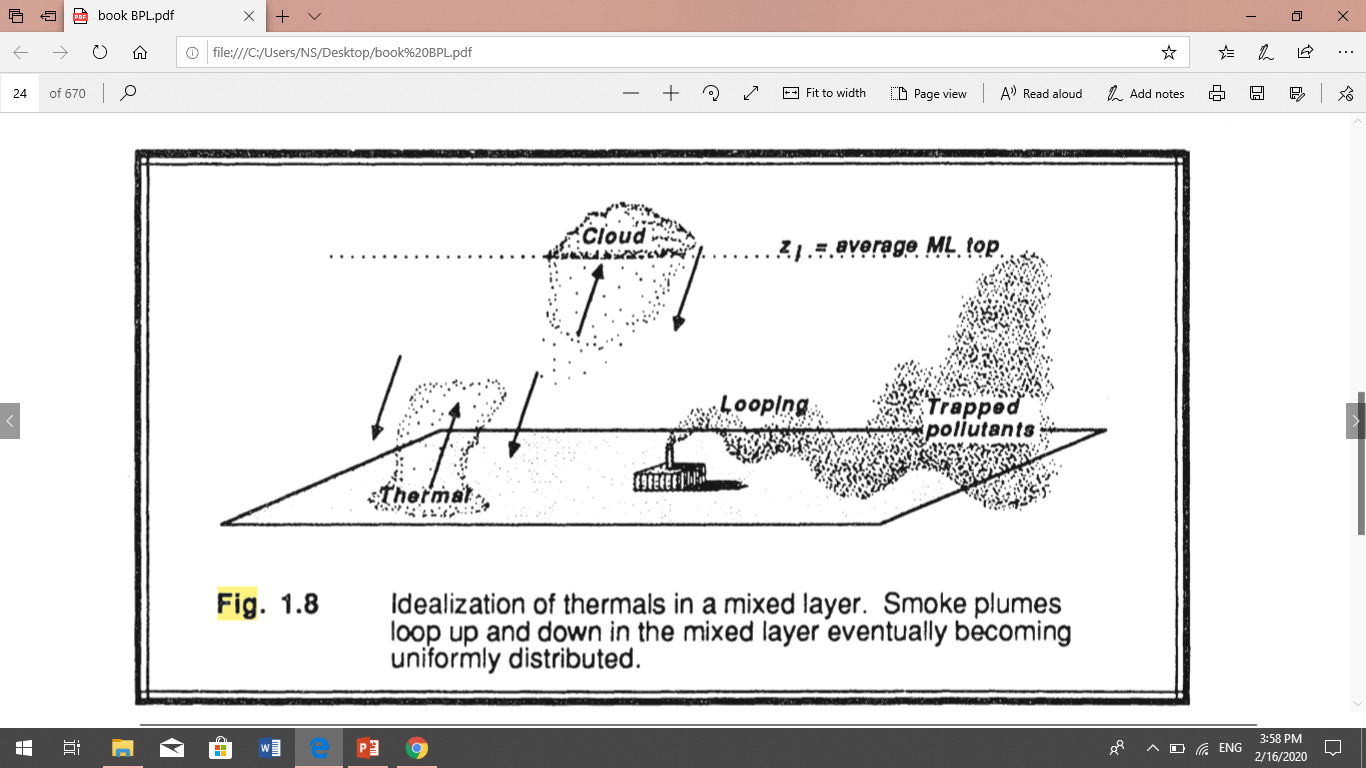 book BPL.pdf
file:///C:/Users/NS/Desktop/book%20BPL.pdf
24 of 670
Fit to width
Page view
Read aloud
Add notes
Cloud
zi = average ML top
Looping
Trapped
pollutants
Thermal
Fig. 1.8 Idealization of thermals in a mixed layer. Smoke plumes
loop up and down in the mixed layer eventually becoming
uniformly distributed.
ENG
3:58 PM
2/16/2020